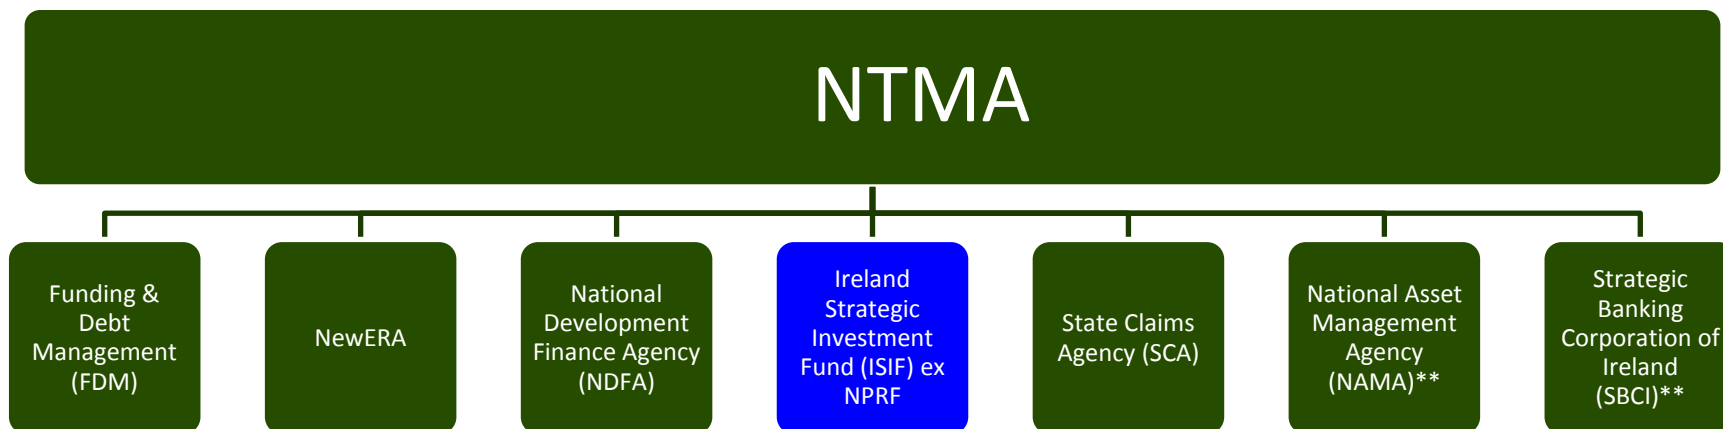 NTMA
Funding &
Debt
Management
(FDM)
NewERA
National
Development
Finance Agency
(NDFA)
Ireland
Strategic
Investment
Fund (ISIF) ex
NPRF
State Claims
Agency (SCA)
National Asset
Management
Agency
(NAMA)**
Strategic
Banking
Corporation of
Ireland
(SBCI)**